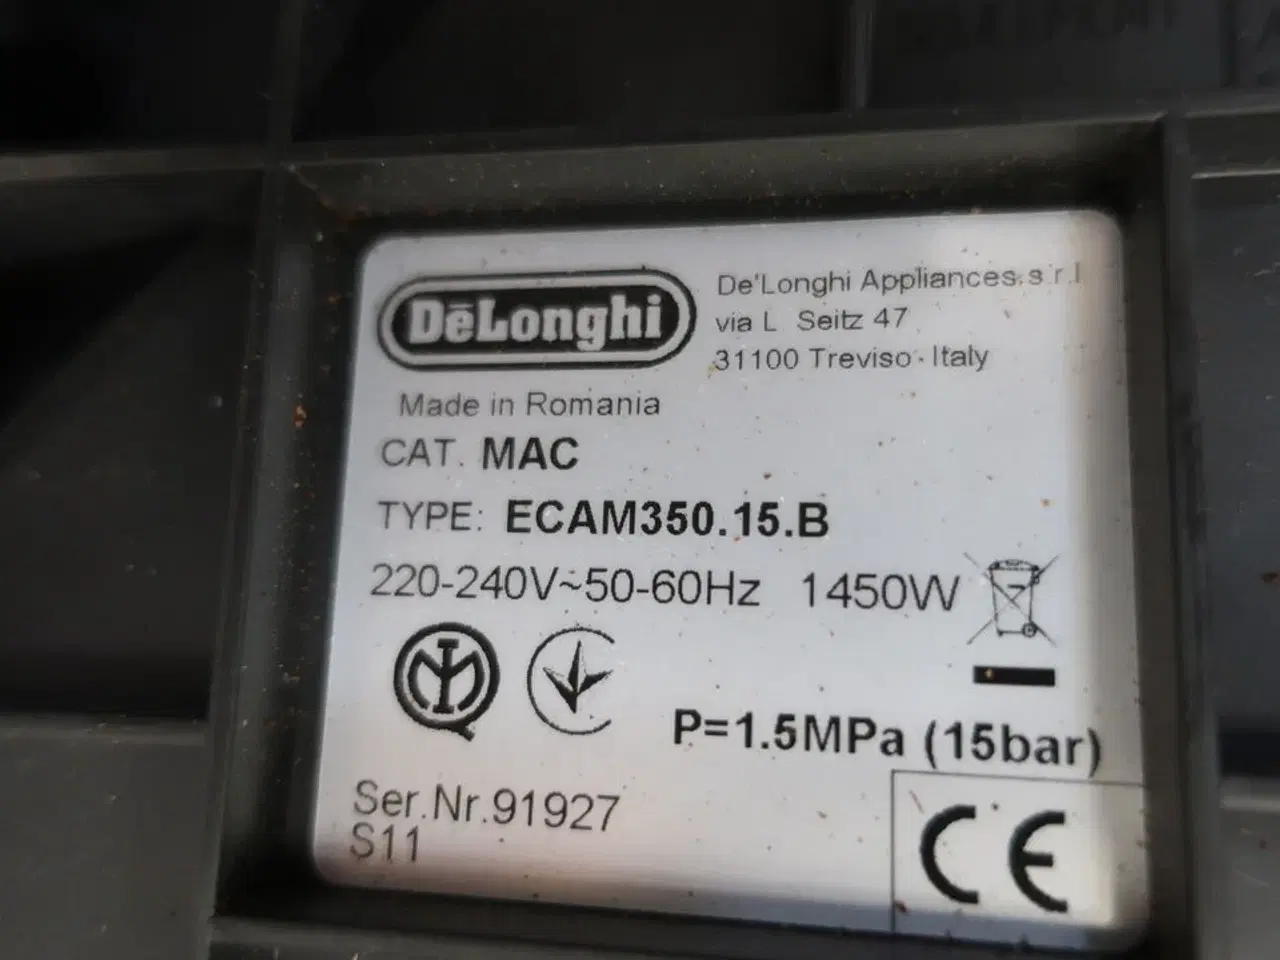 DeLonghi
De'Longhi Appliances s.r.l
via L Seitz 47
31100 Treviso - Italy
Made in Romania
CAT. MAC
TYPE: ECAM350.15.B
220-240V~50-60Hz 1450W
P=1.5MPa (15bar)
Ser.Nr.91927
S11
CE